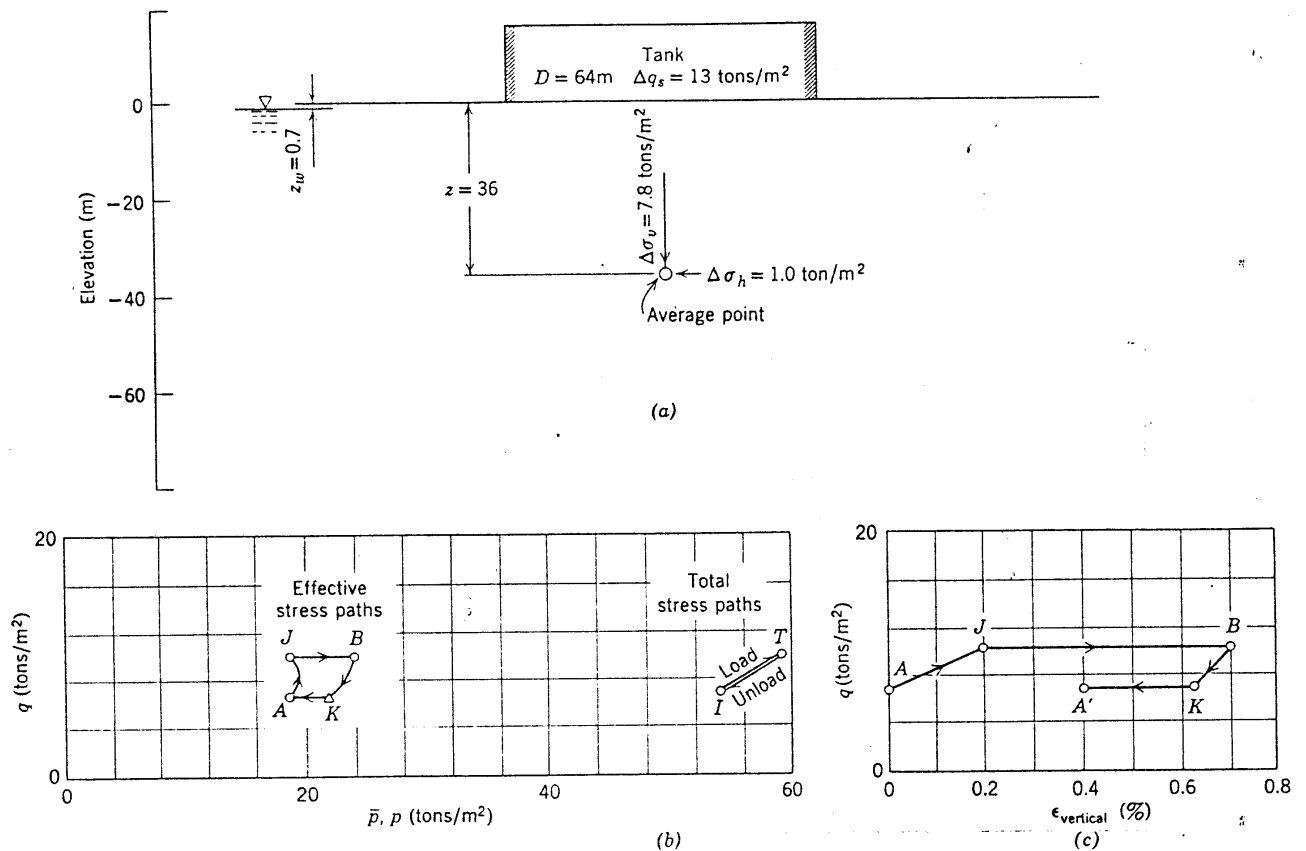 Tank
D = 64m Δq_s = 13 tons/m²
0
−20
−40
−60
Elevation (m)
z_w = 0.7
z = 36
Δσ_v = 7.8 tons/m²
Δσ_h = 1.0 ton/m²
Average point
(a)
20
0
q (tons/m²)
Effective
stress paths
J
B
A
K
Total
stress paths
T
Load
Unload
I
0
20
40
60
p̄, p (tons/m²)
(b)
20
0
q (tons/m²)
J
B
A
A′
K
0
0.2
0.4
0.6
0.8
ϵ_vertical (%)
(c)